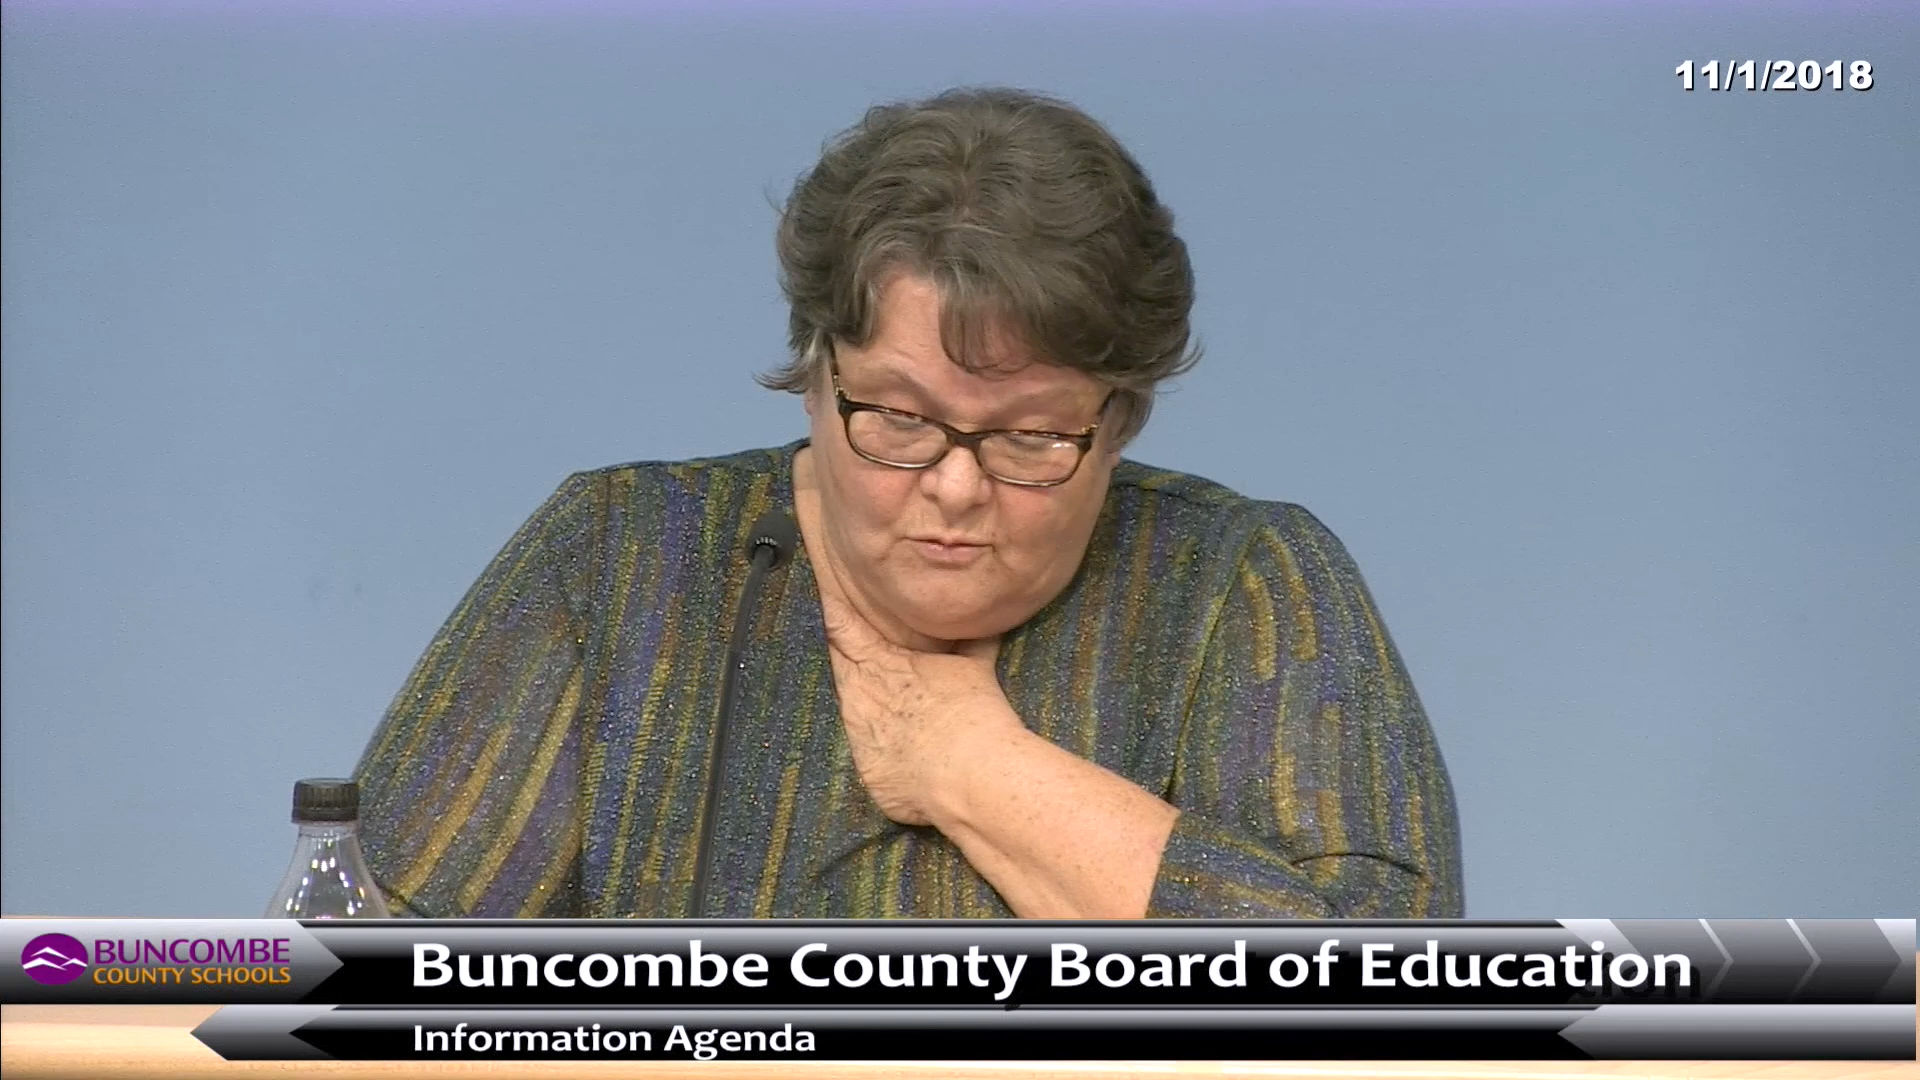 11/1/2018
BUNCOMBE
COUNTY SCHOOLS
Buncombe County Board of Education
Information Agenda